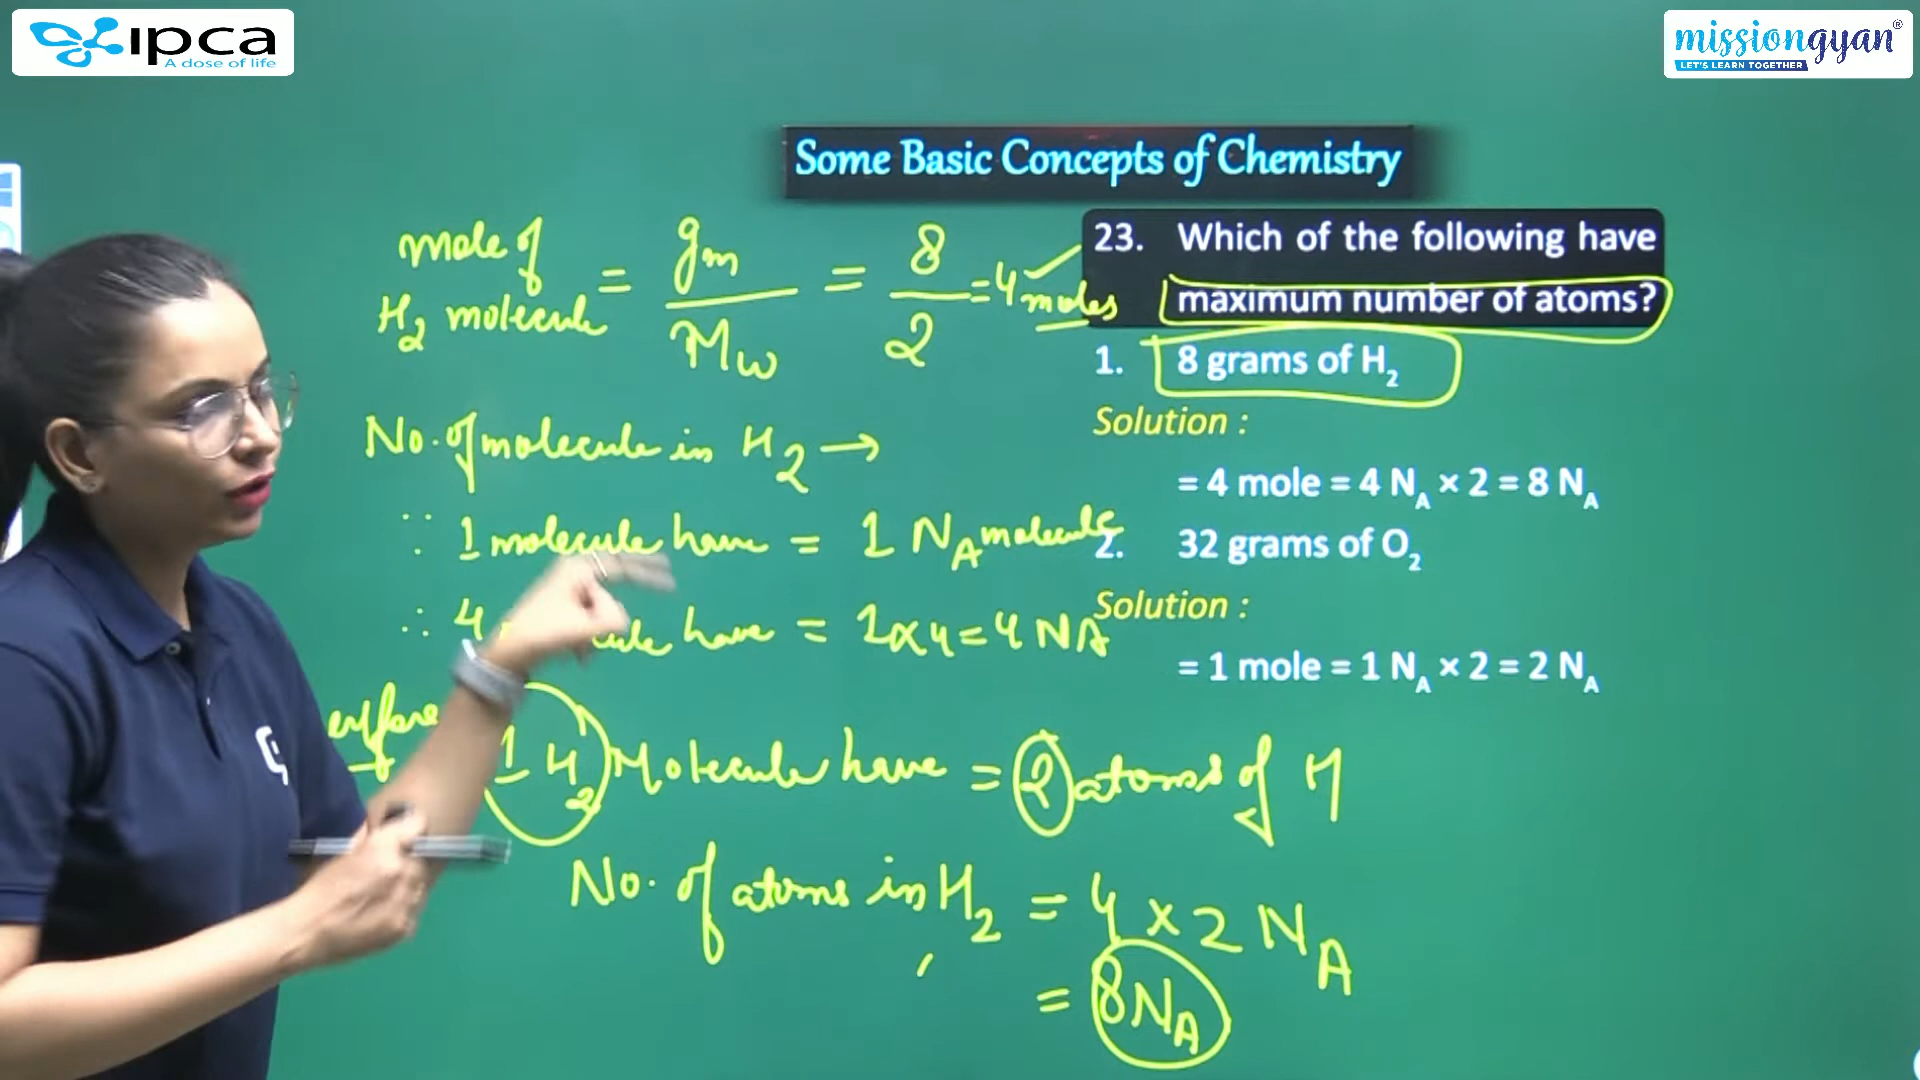 ipca
A dose of life
missiongyan®
LET'S LEARN TOGETHER
Some Basic Concepts of Chemistry
mole of H2 molecule = gm / Mw = 8 / 2 = 4 moles
No. of molecule in H2 →
∵ 1 molecule have = 1 NA molecule
∴ 4 have = 1×4 = 4 NA
1 H2 Molecule have = 2 atoms of H
No. of atoms in H2 = 4 × 2 NA
= 8NA
23. Which of the following have
maximum number of atoms?
1. 8 grams of H2
Solution :
= 4 mole = 4 NA × 2 = 8 NA
2. 32 grams of O2
Solution :
= 1 mole = 1 NA × 2 = 2 NA